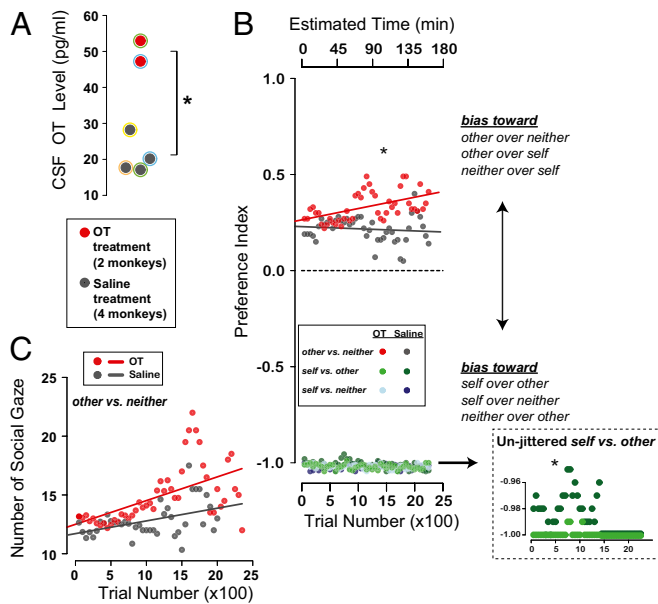 A
CSF OT Level (pg/ml)
60
50
40
30
20
10
*
OT
treatment
(2 monkeys)
Saline
treatment
(4 monkeys)
B
Estimated Time (min)
0 45 90 135 180
Preference Index
1.0
0.5
0.0
-0.5
-1.0
*
OT Saline
other vs. neither
self vs. other
self vs. neither
0 5 10 15 20 25
Trial Number (x100)
bias toward
other over neither
other over self
neither over self
bias toward
self over other
self over neither
neither over other
Un-jittered self vs. other
*
-0.96
-0.98
-1.00
0 5 10 15 20
C
OT
Saline
other vs. neither
Number of Social Gaze
25
20
15
10
0 5 10 15 20 25
Trial Number (x100)